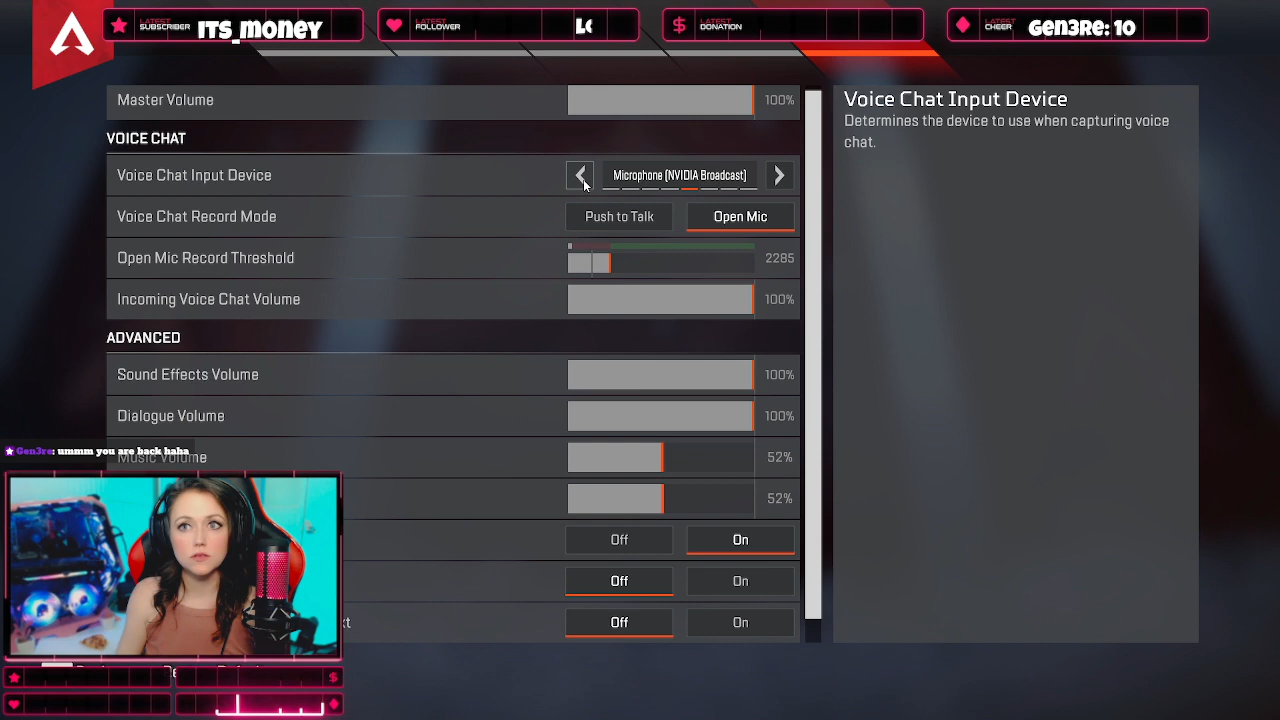 LATEST SUBSCRIBER ITS_MONEY
LATEST FOLLOWER
LATEST DONATION
LATEST CHEER GEN3RE: 10
Master Volume 100%
VOICE CHAT
Voice Chat Input Device Microphone (NVIDIA Broadcast)
Voice Chat Record Mode Push to Talk Open Mic
Open Mic Record Threshold 2285
Incoming Voice Chat Volume 100%
ADVANCED
Sound Effects Volume 100%
Dialogue Volume 100%
Music Volume 52%
52%
Off On
Off On
Off On
Voice Chat Input Device
Determines the device to use when capturing voice
chat.
Gen3re: ummm you are back haha